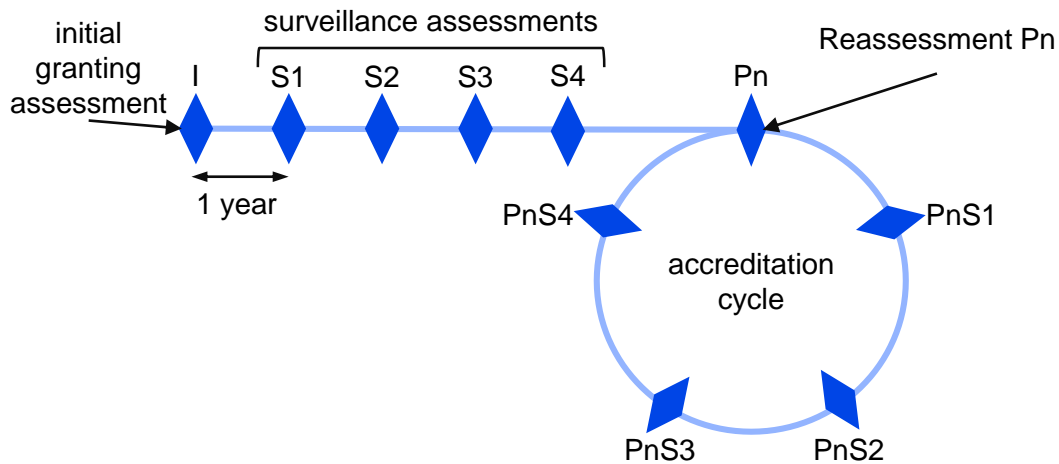 surveillance assessments
initial
granting
assessment
Reassessment Pn
I
S1
S2
S3
S4
Pn
1 year
PnS4
PnS1
accreditation
cycle
PnS3
PnS2